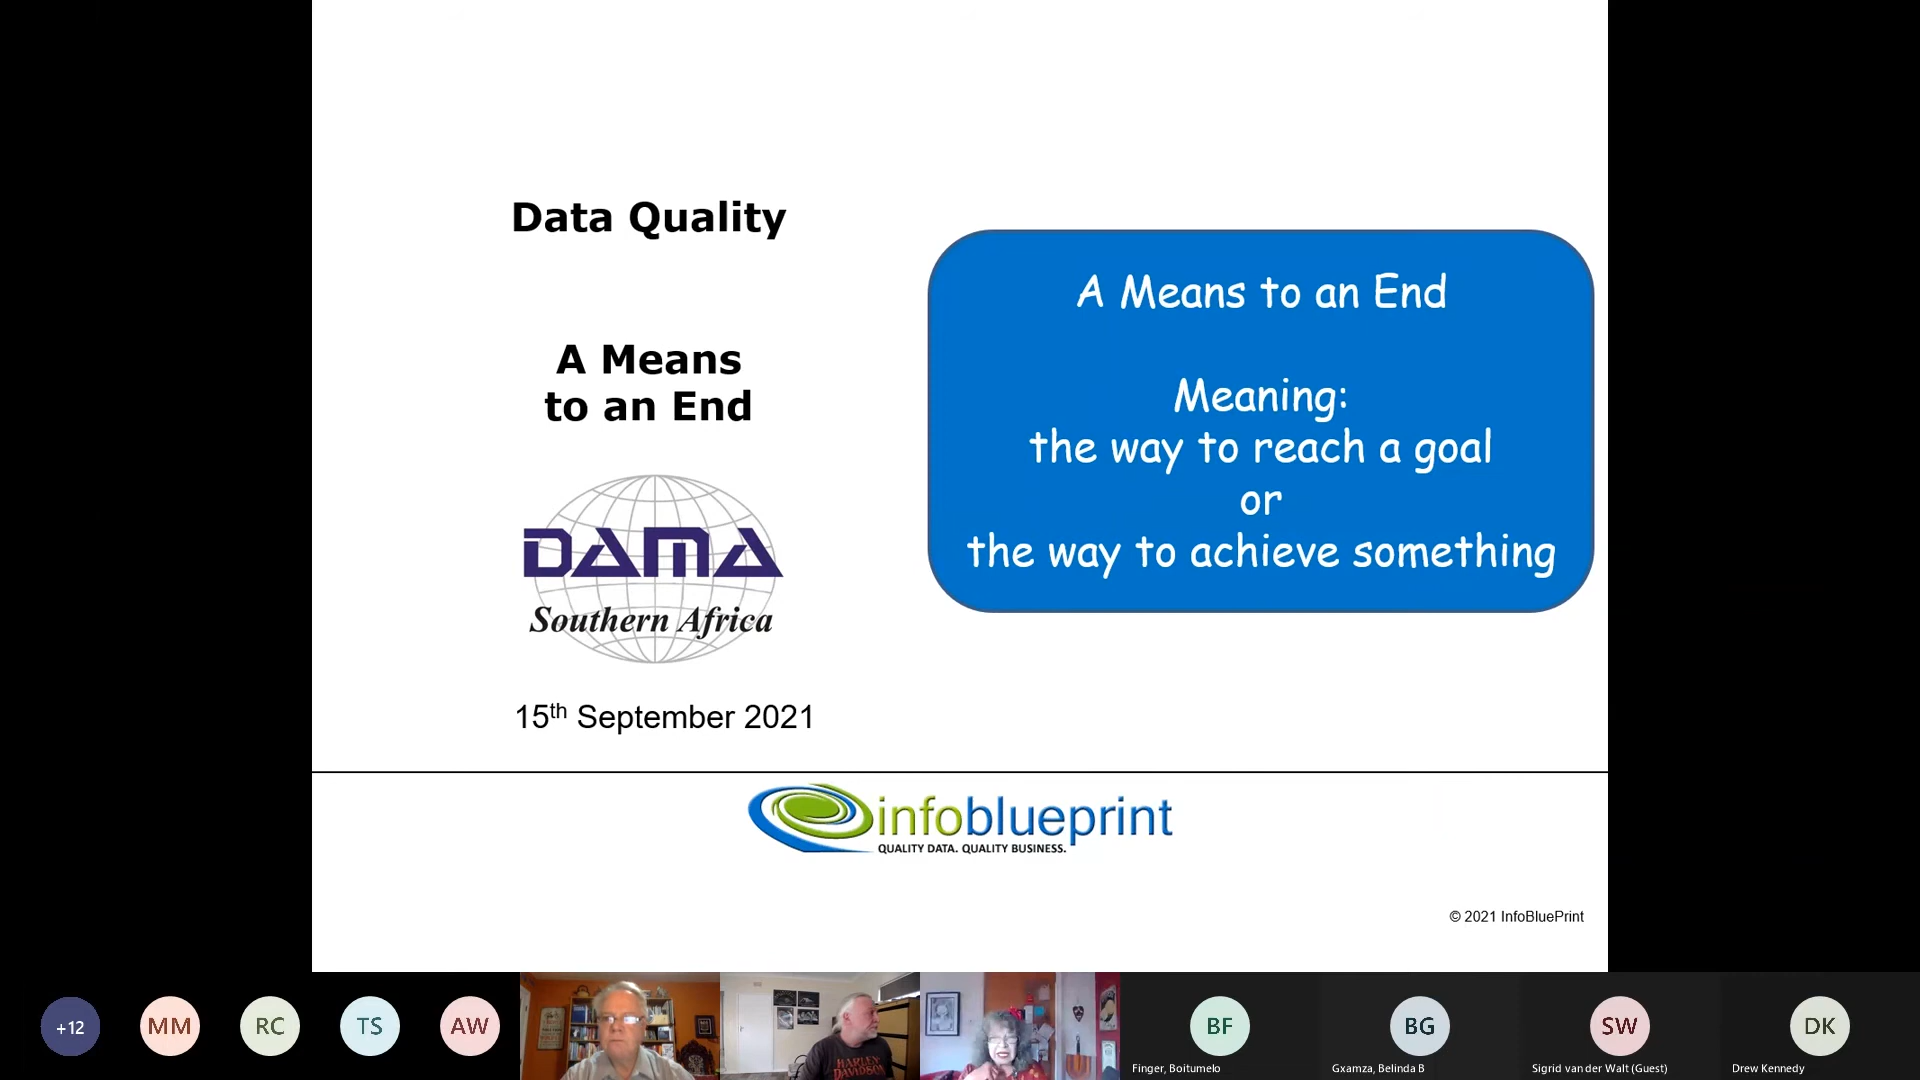 Data Quality
A Means
to an End
DAMA
Southern Africa
15th September 2021
A Means to an End
Meaning:
the way to reach a goal
or
the way to achieve something
infoblueprint
QUALITY DATA. QUALITY BUSINESS.
© 2021 InfoBluePrint
+12
MM
RC
TS
AW
HARLEY
DAVIDSON
BF
BG
SW
DK
Finger, Boitumelo
Gxamza, Belinda B
Sigrid van der Walt (Guest)
Drew Kennedy